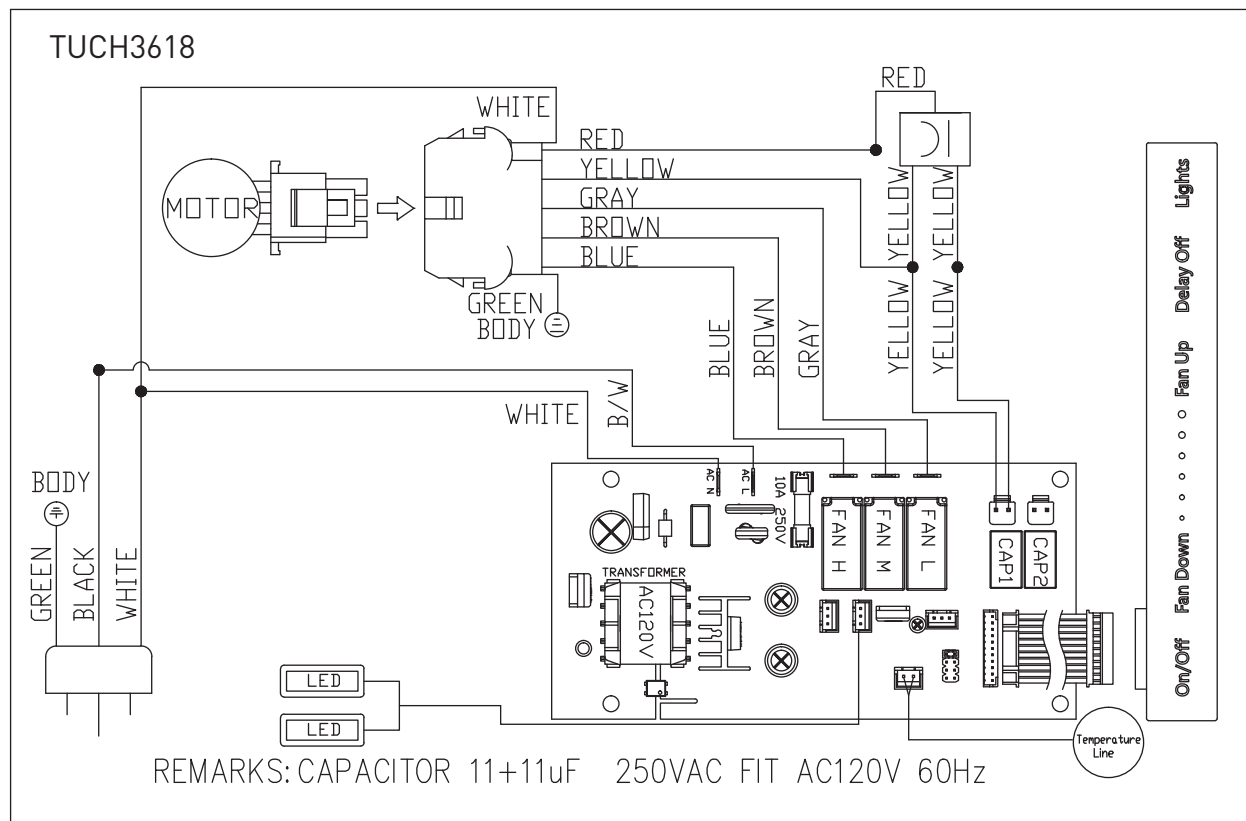 TUCH3618
RED
WHITE
RED
YELLOW
GRAY
BROWN
BLUE
MOTOR
GREEN
BODY
YELLOW
YELLOW
YELLOW
YELLOW
BLUE
BROWN
GRAY
WHITE
B/W
BODY
GREEN
BLACK
WHITE
AC N
AC L
10A 250V
FAN H
FAN M
FAN L
CAP1
CAP2
TRANSFORMER
AC120V
LED
LED
On/Off Fan Down Fan Up Delay Off Lights
Temperature
Line
REMARKS: CAPACITOR 11+11uF 250VAC FIT AC120V 60Hz